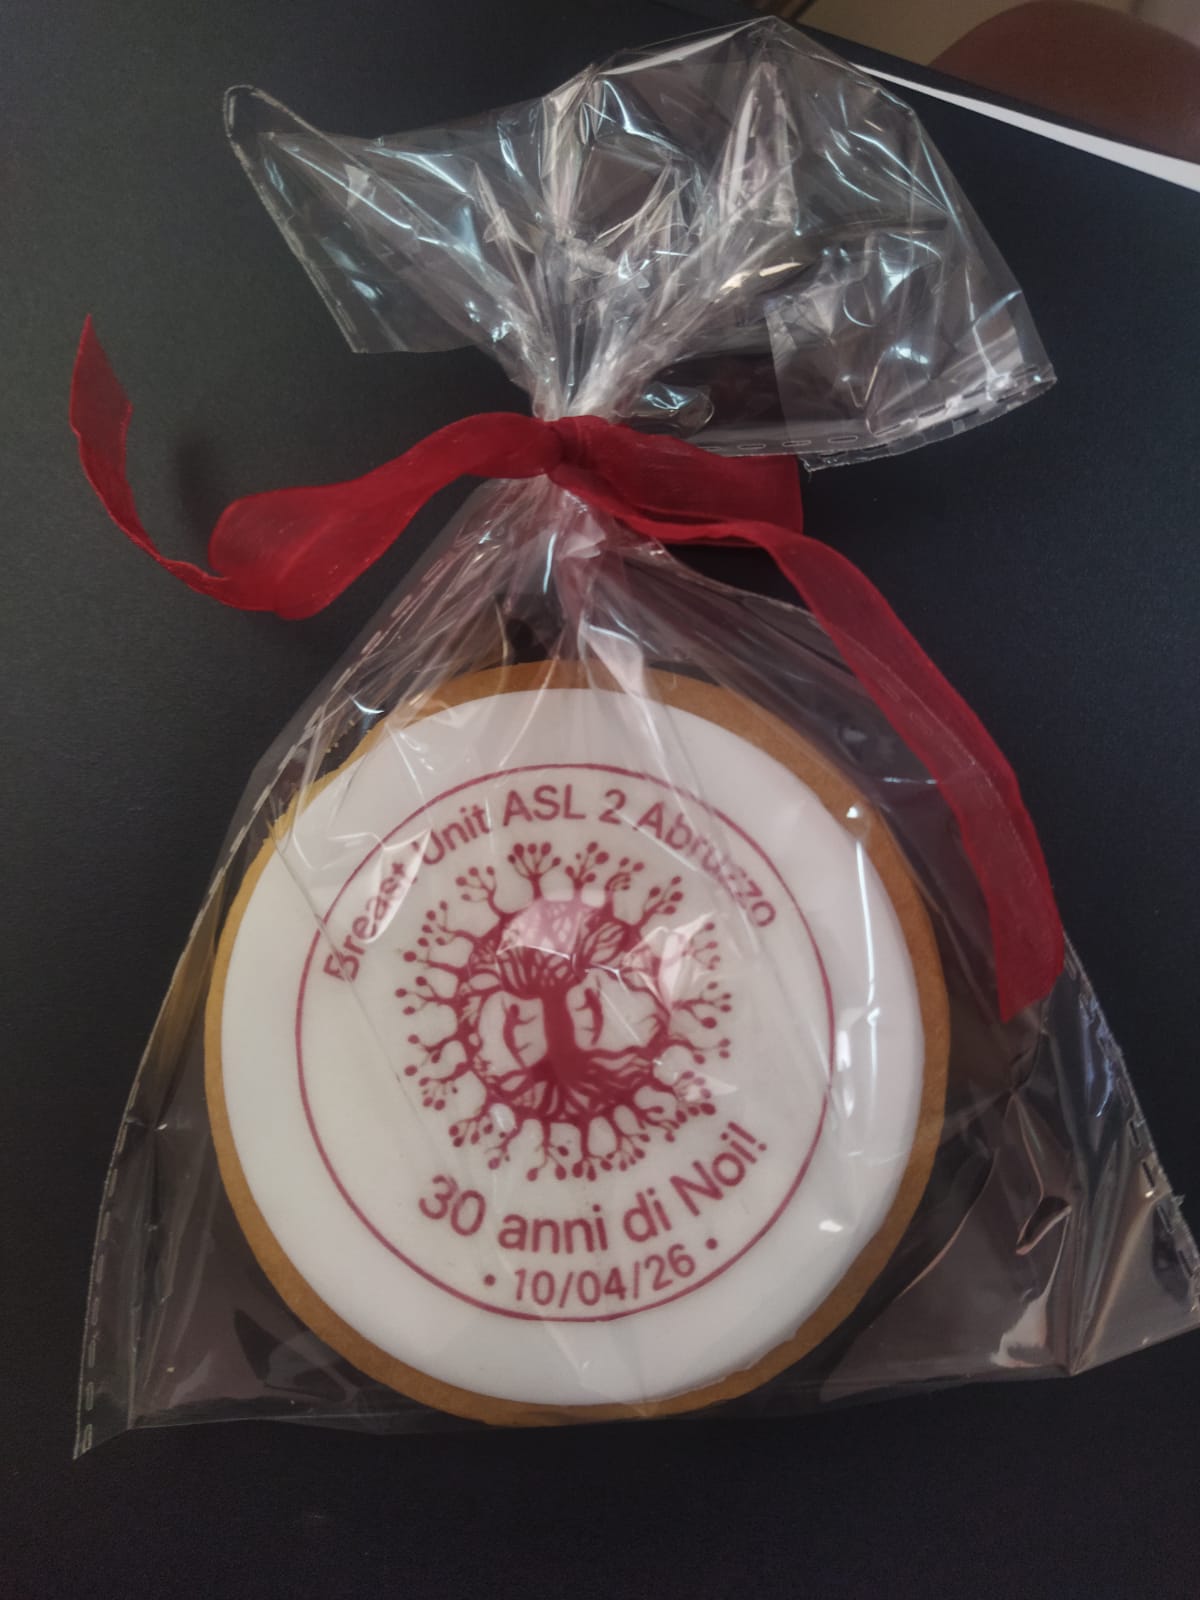 Breast Unit ASL 2 Abruzzo
30 anni di Noi!
• 10/04/26 •